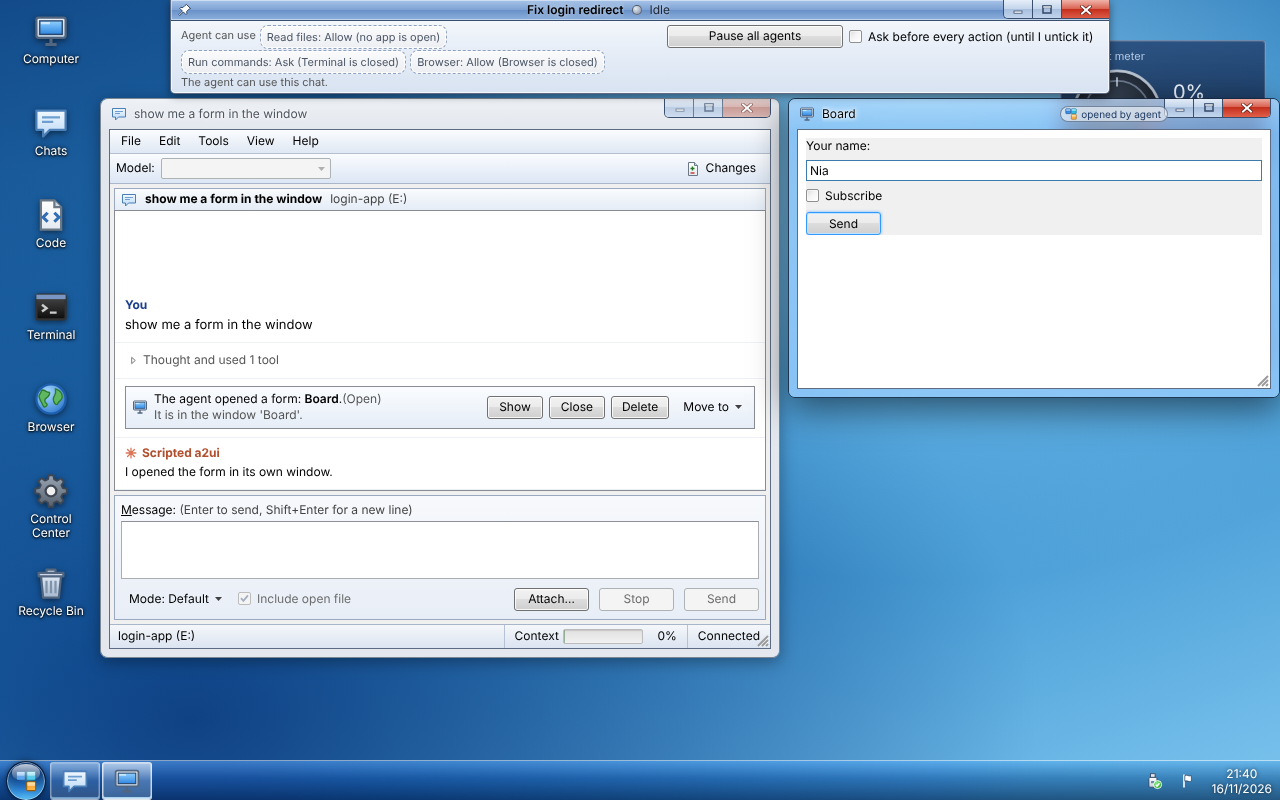 Computer
Chats
Code
Terminal
Browser
Control
Center
Recycle Bin
Fix login redirect Idle
Agent can use Read files: Allow (no app is open)
Run commands: Ask (Terminal is closed) Browser: Allow (Browser is closed)
The agent can use this chat.
Pause all agents Ask before every action (until I untick it)
meter
0%
show me a form in the window
File Edit Tools View Help
Model: Changes
show me a form in the window login-app (E:)
You
show me a form in the window
Thought and used 1 tool
The agent opened a form: Board.(Open)
It is in the window 'Board'.
Show Close Delete Move to
Scripted a2ui
I opened the form in its own window.
Message: (Enter to send, Shift+Enter for a new line)
Mode: Default Include open file Attach... Stop Send
login-app (E:) Context 0% Connected
Board opened by agent
Your name:
Nia
Subscribe
Send
21:40
16/11/2026